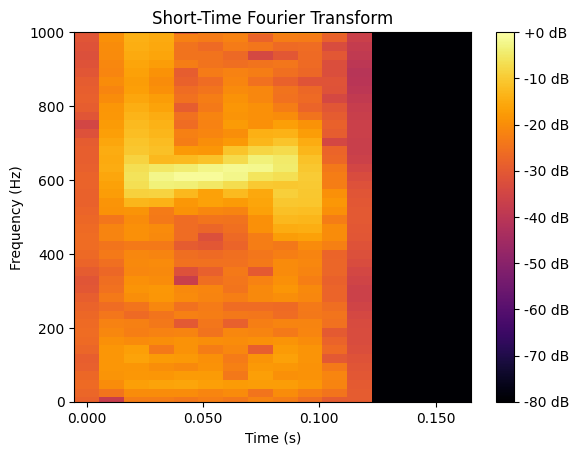 Short-Time Fourier Transform
1000
800
600
400
200
0
Frequency (Hz)
0.000
0.050
0.100
0.150
Time (s)
+0 dB
-10 dB
-20 dB
-30 dB
-40 dB
-50 dB
-60 dB
-70 dB
-80 dB